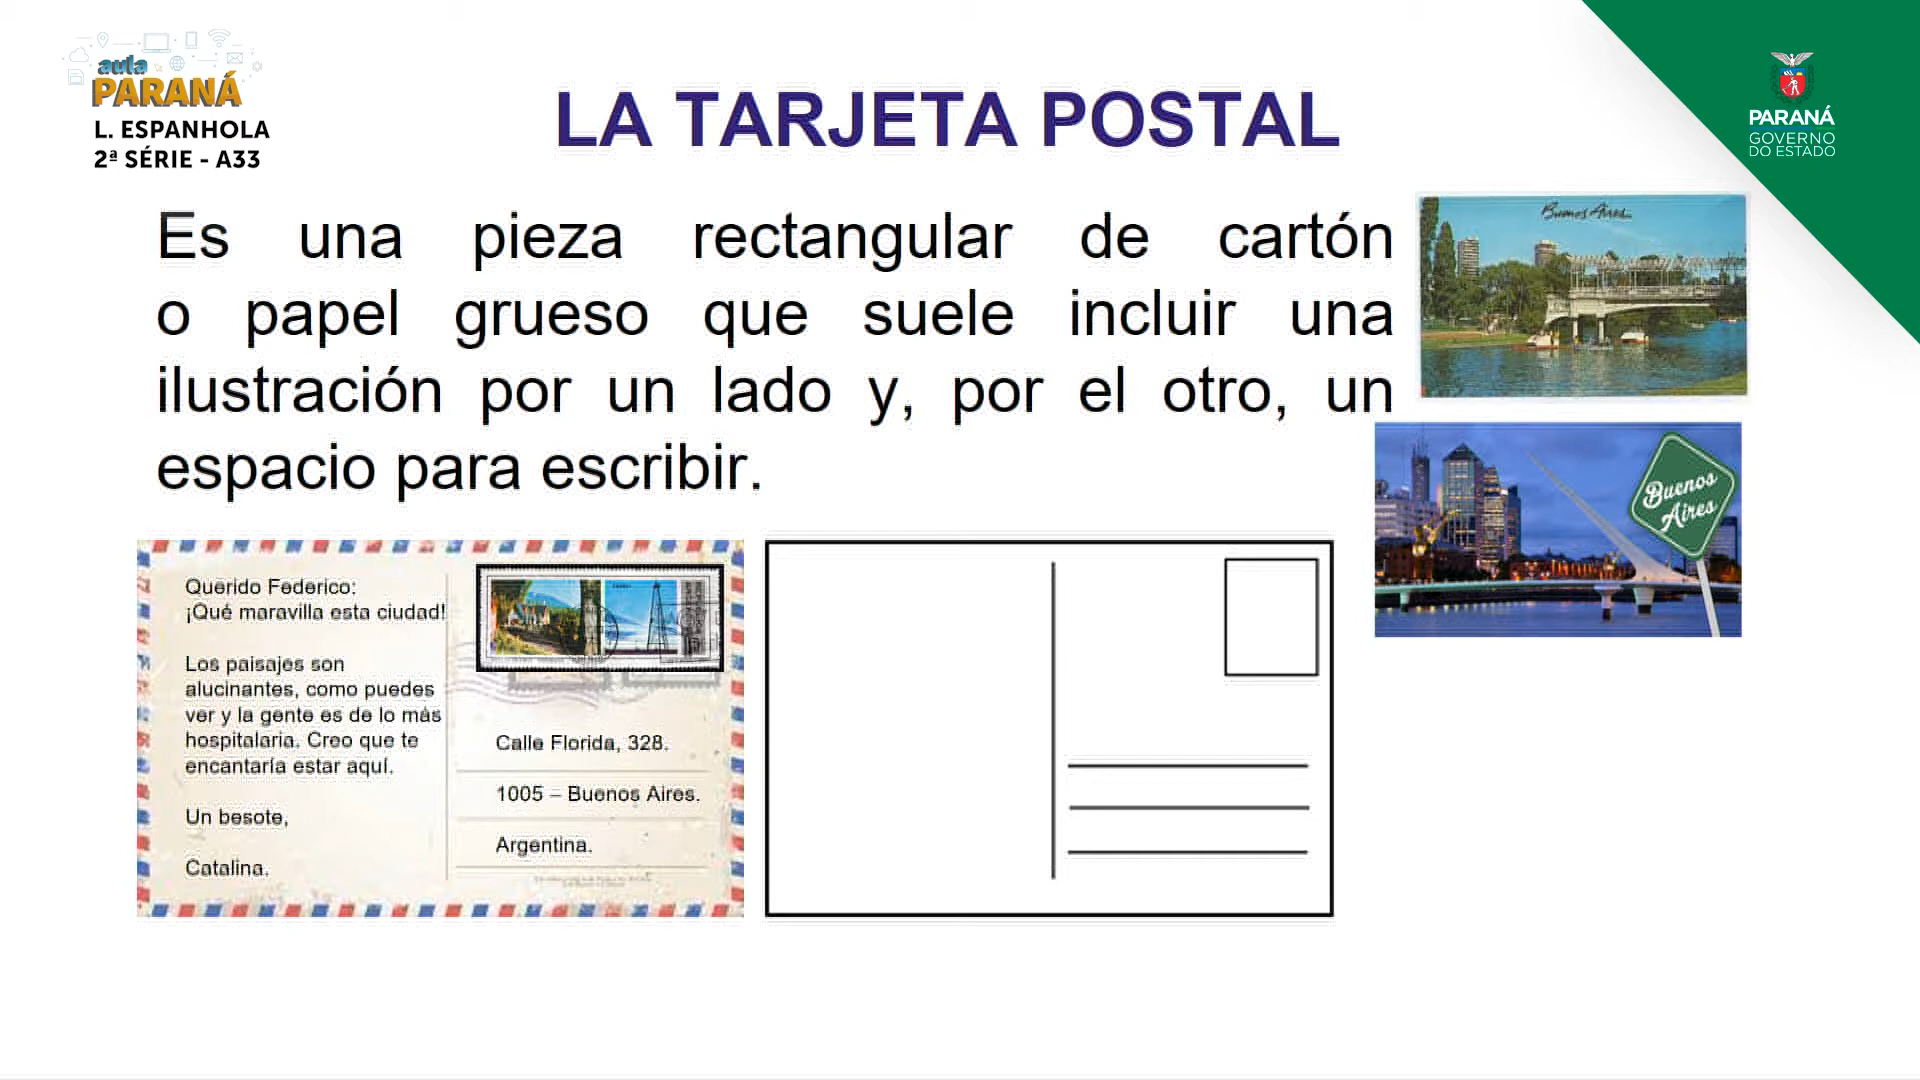 aula
PARANÁ
L. ESPANHOLA
2ª SÉRIE - A33
LA TARJETA POSTAL
PARANÁ
GOVERNO
DO ESTADO
Es una pieza rectangular de cartón
o papel grueso que suele incluir una
ilustración por un lado y, por el otro, un
espacio para escribir.
Buenos Aires
Buenos
Aires
Querido Federico:
¡Qué maravilla esta ciudad!
Los paisajes son
alucinantes, como puedes
ver y la gente es de lo más
hospitalaria. Creo que te
encantaría estar aquí.
Un besote,
Catalina.
Calle Florida, 328.
1005 – Buenos Aires.
Argentina.